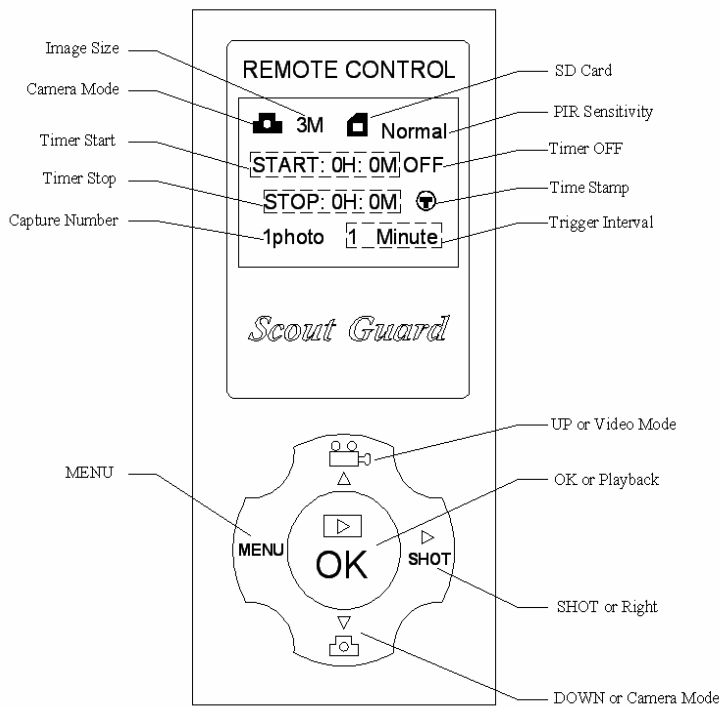 Image Size
Camera Mode
Timer Start
Timer Stop
Capture Number
REMOTE CONTROL
3M
Normal
START: 0H: 0M OFF
STOP: 0H: 0M T
1photo 1 Minute
Scout Guard
SD Card
PIR Sensitivity
Timer OFF
Time Stamp
Trigger Interval
MENU
MENU
OK
SHOT
UP or Video Mode
OK or Playback
SHOT or Right
DOWN or Camera Mode